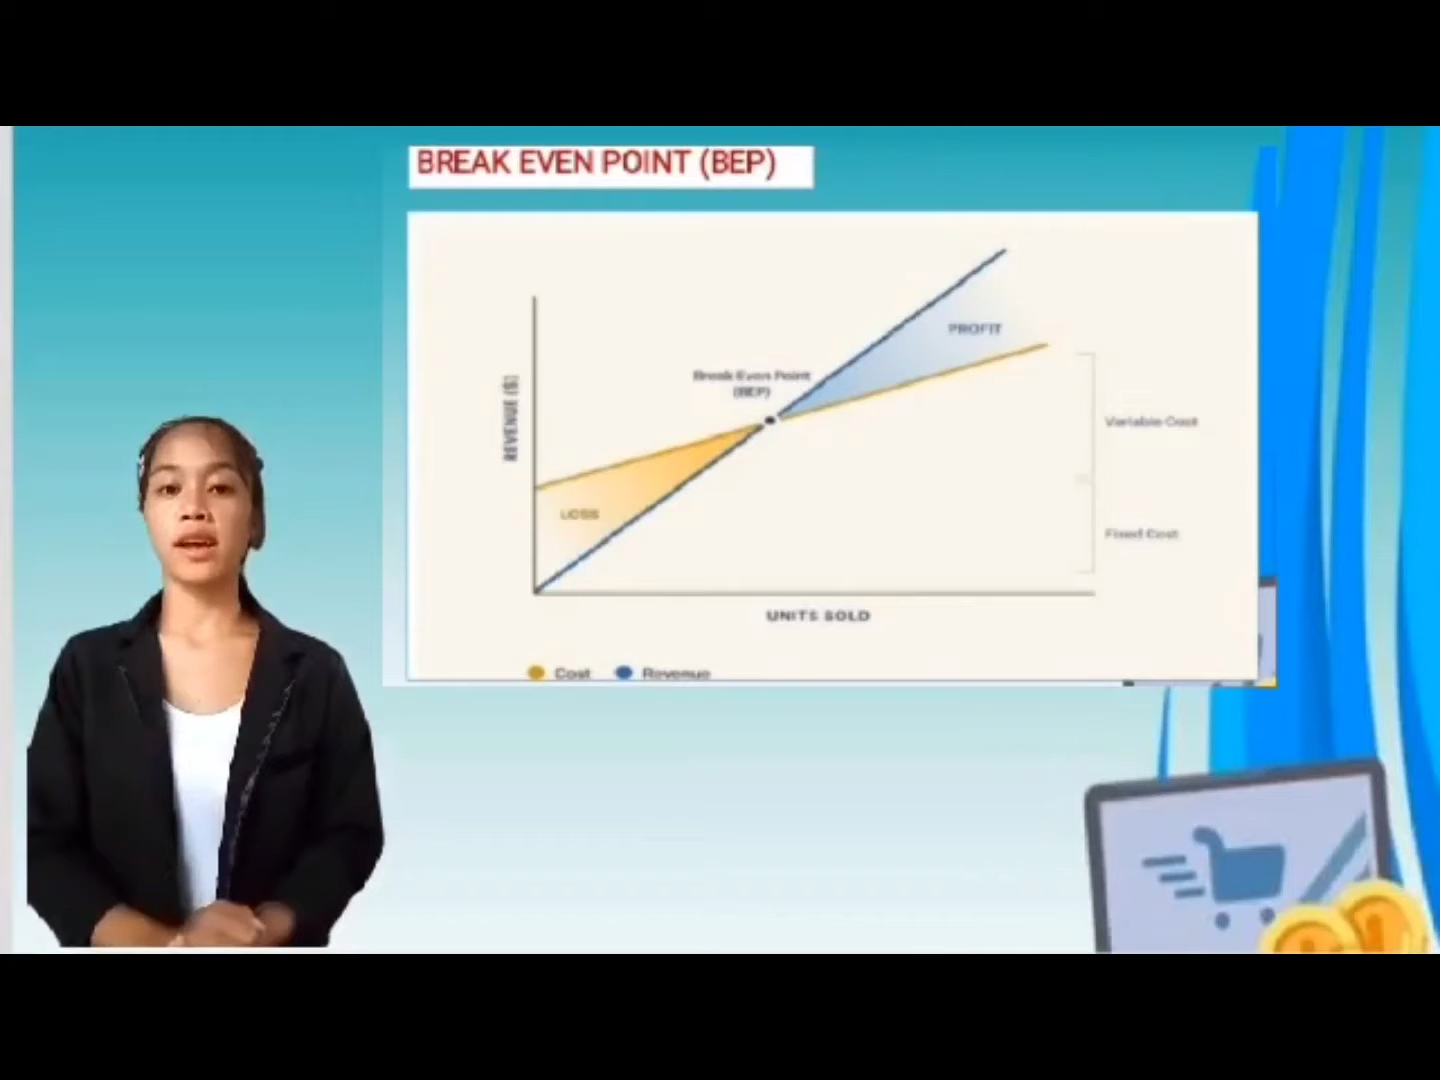 BREAK EVEN POINT (BEP)
PROFIT
Break Even Point
(BEP)
REVENUE ($)
Variable Cost
LOSS
Fixed Cost
UNITS SOLD
Cost
Revenue